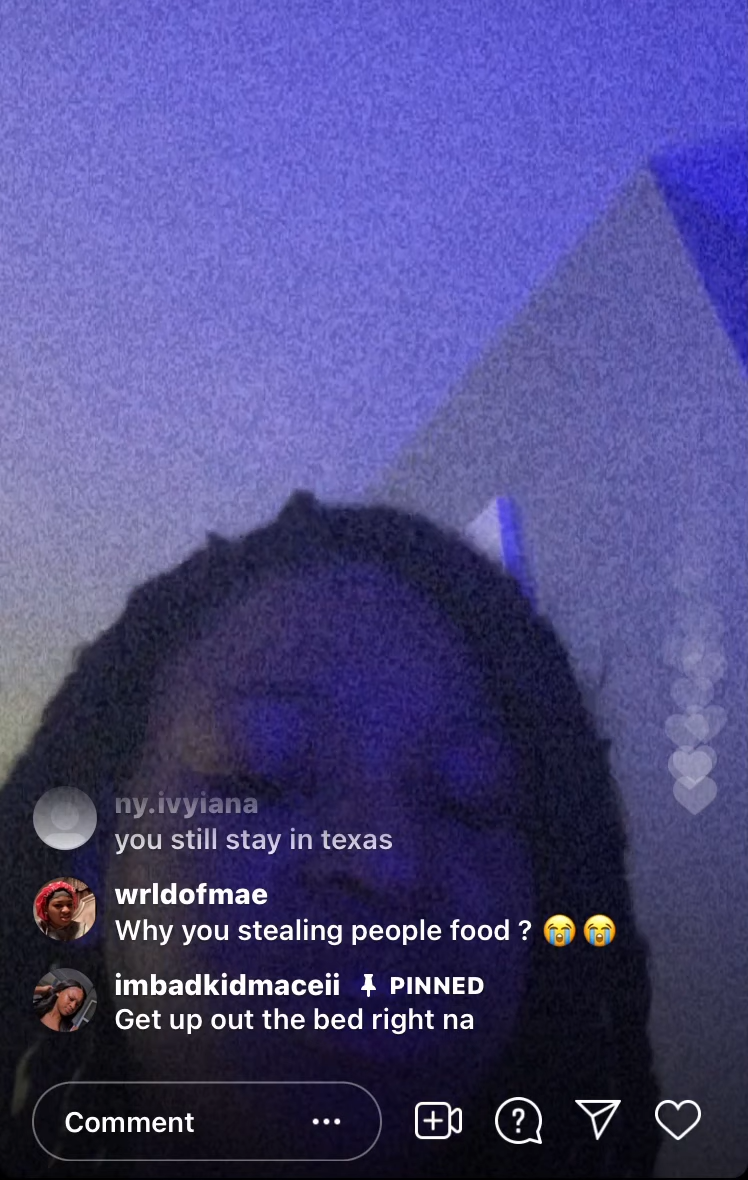 ny.ivyiana
you still stay in texas
wrldofmae
Why you stealing people food ? 😭😭
imbadkidmaceii PINNED
Get up out the bed right na
Comment ...